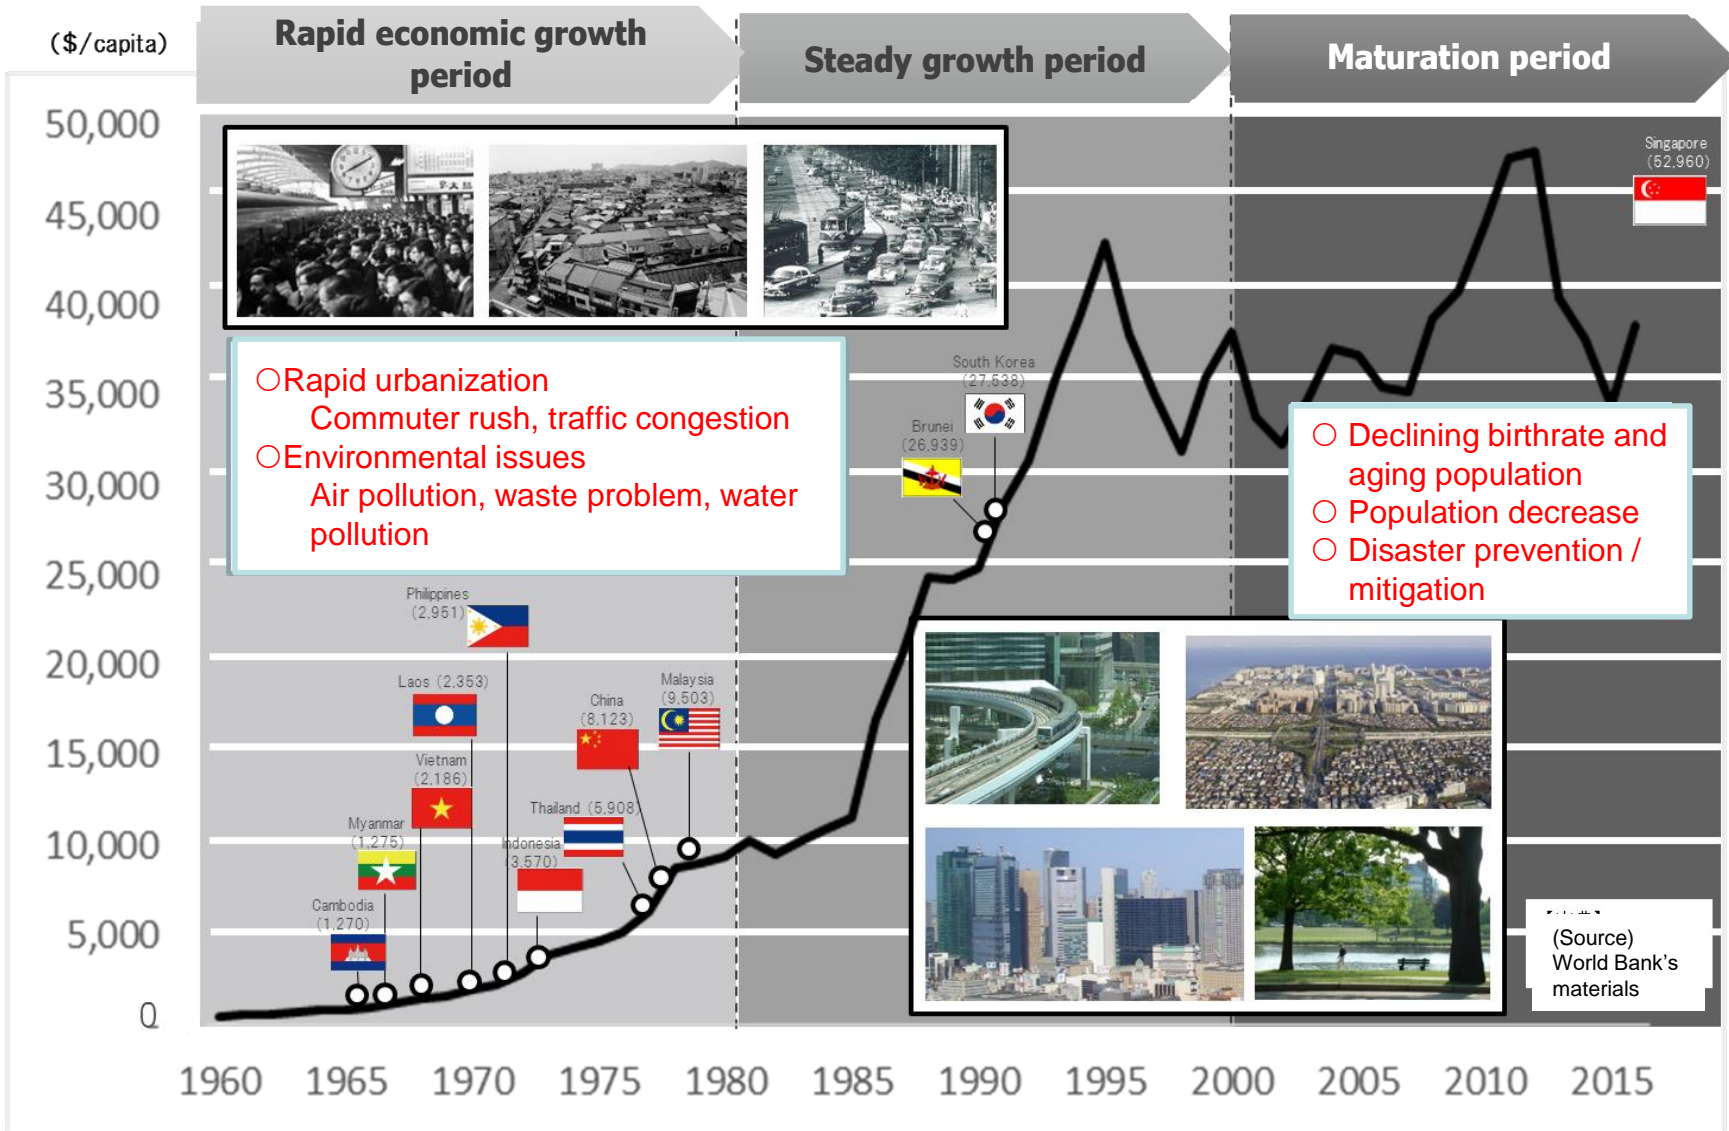 ($/capita)
Rapid economic growth
period
Steady growth period
Maturation period
50,000
45,000
40,000
35,000
30,000
25,000
20,000
15,000
10,000
5,000
0
Singapore
(52,960)
○Rapid urbanization
Commuter rush, traffic congestion
○Environmental issues
Air pollution, waste problem, water
pollution
South Korea
(27,538)
Brunei
(26,939)
○ Declining birthrate and
aging population
○ Population decrease
○ Disaster prevention /
mitigation
Philippines
(2,951)
Laos (2,353)
Vietnam
(2,186)
Myanmar
(1,275)
Cambodia
(1,270)
China
(8,123)
Malaysia
(9,503)
Thailand (5,908)
Indonesia
(3,570)
(Source)
World Bank's
materials
1960 1965 1970 1975 1980 1985 1990 1995 2000 2005 2010 2015